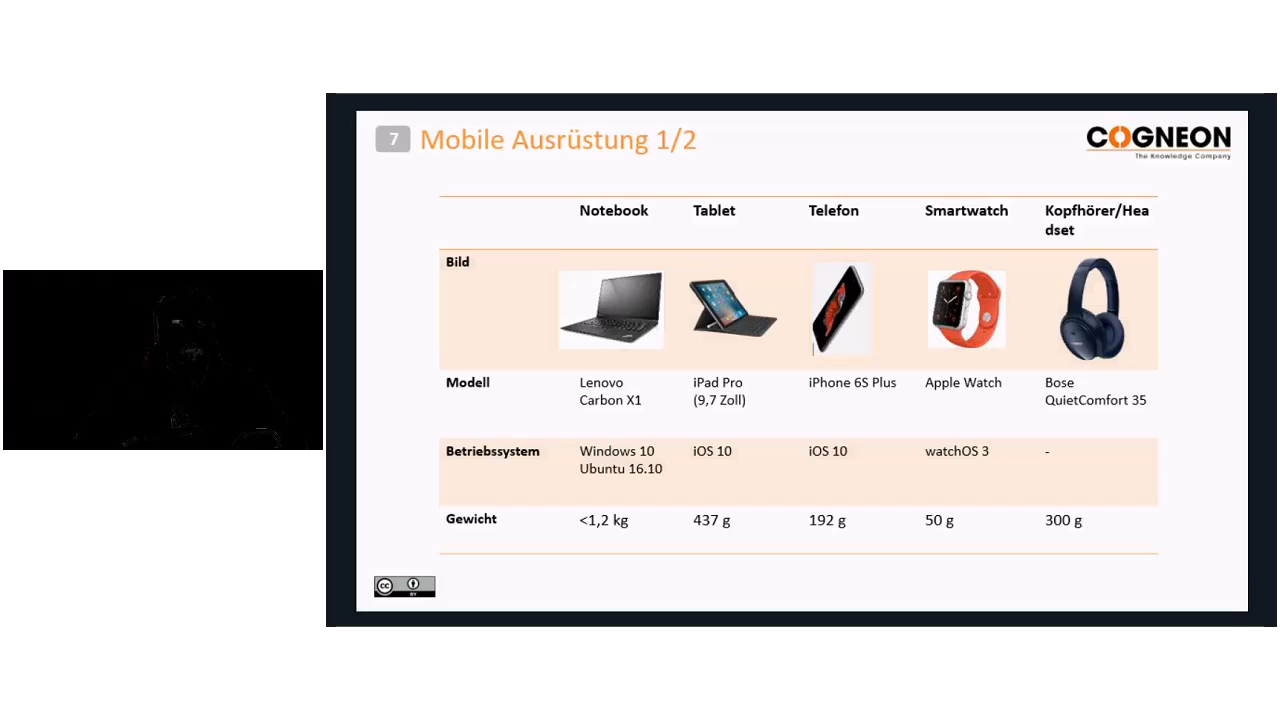 7 Mobile Ausrüstung 1/2
COGNEON
The Knowledge Company
Notebook Tablet Telefon Smartwatch Kopfhörer/Hea
dset
Bild
Modell Lenovo iPad Pro iPhone 6S Plus Apple Watch Bose
Carbon X1 (9,7 Zoll) QuietComfort 35
Betriebssystem Windows 10 iOS 10 iOS 10 watchOS 3 -
Ubuntu 16.10
Gewicht <1,2 kg 437 g 192 g 50 g 300 g
cc
BY